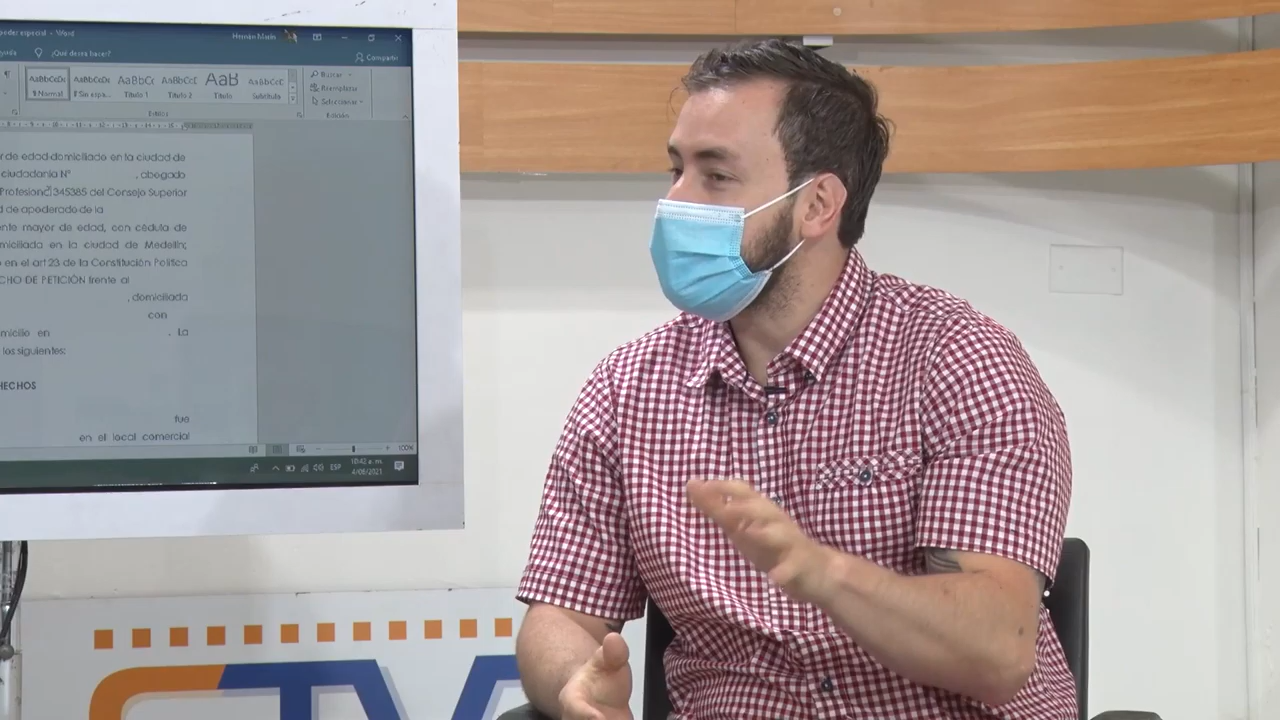 poder especial - Word
Hernán Marín
¿Qué desea hacer?
Compartir
AaBbCcDc AaBbCcDc AaBbCc AaBbCcE AaB AaBbCcC
¶ Normal ¶ Sin espa... Título 1 Título 2 Título Subtítulo
Buscar
Reemplazar
Seleccionar
Estilos
Edición
r de edad domiciliado en la ciudad de
ciudadanía N° , abogado
Profesional 345385 del Consejo Superior
d de apoderado de la
nte mayor de edad, con cédula de
miciliada en la ciudad de Medellín;
o en el art 23 de la Constitución Política
CHO DE PETICIÓN frente al
, domiciliada
con
micilio en . La
los siguientes:
HECHOS
fue
en el local comercial
100%
ESP
10:42 a. m.
4/06/2021
CTV